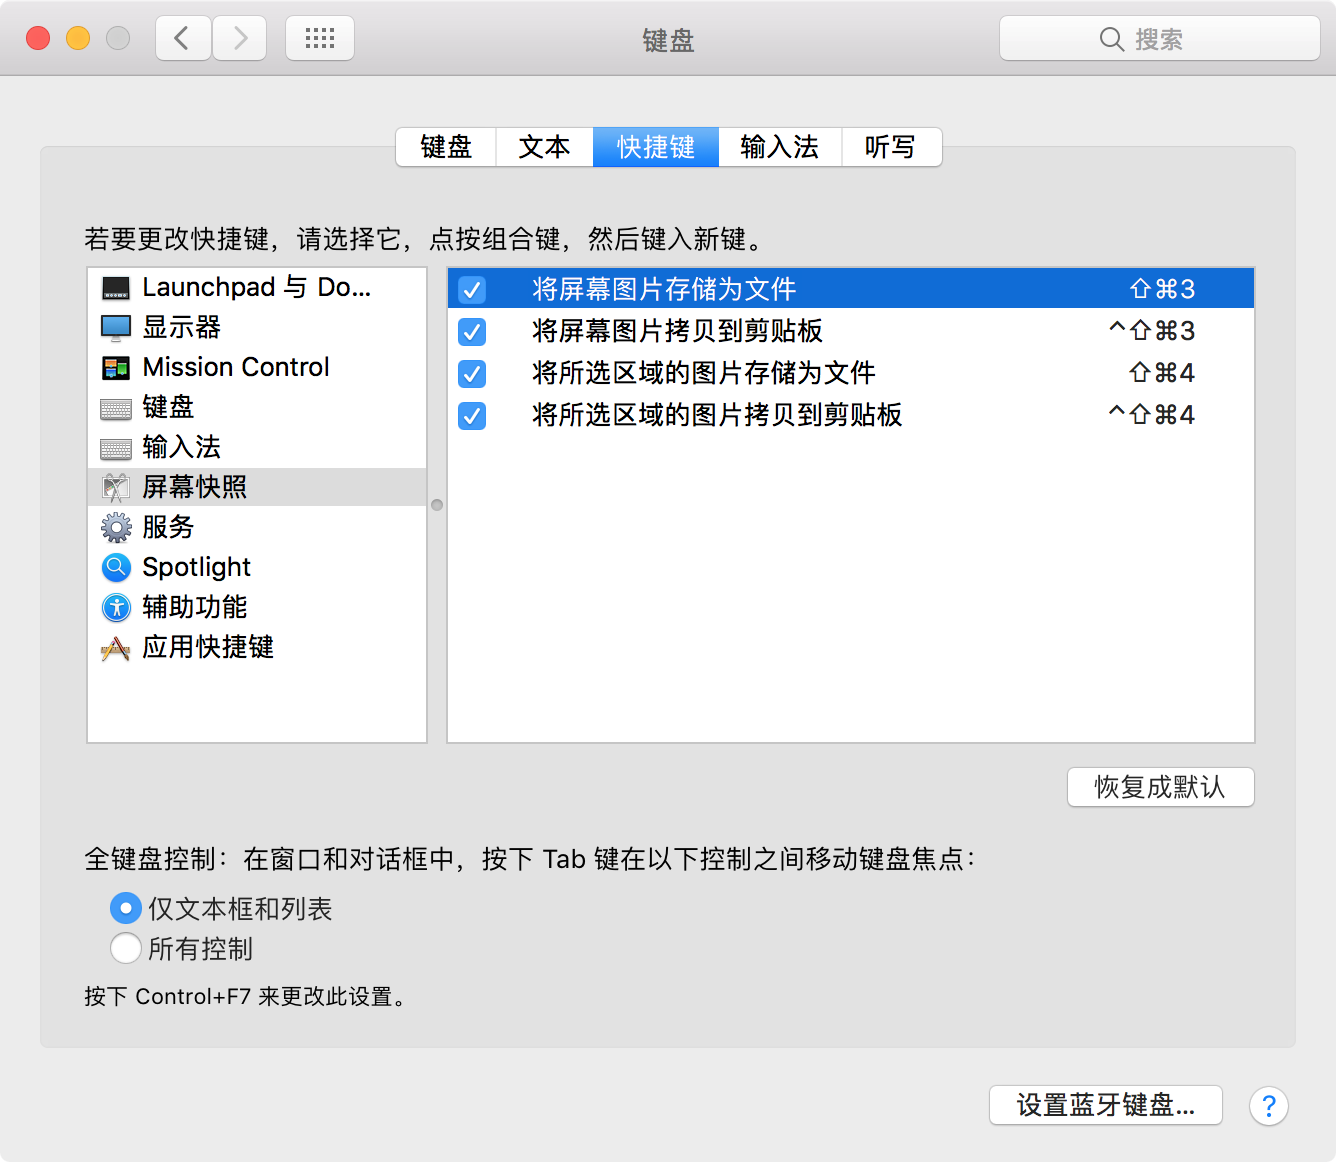 键盘
搜索
键盘 文本 快捷键 输入法 听写
若要更改快捷键，请选择它，点按组合键，然后键入新键。
Launchpad 与 Do...
显示器
Mission Control
键盘
输入法
屏幕快照
服务
Spotlight
辅助功能
应用快捷键
将屏幕图片存储为文件 ⇧⌘3
将屏幕图片拷贝到剪贴板 ^⇧⌘3
将所选区域的图片存储为文件 ⇧⌘4
将所选区域的图片拷贝到剪贴板 ^⇧⌘4
恢复成默认
全键盘控制：在窗口和对话框中，按下 Tab 键在以下控制之间移动键盘焦点：
仅文本框和列表
所有控制
按下 Control+F7 来更改此设置。
设置蓝牙键盘... ?